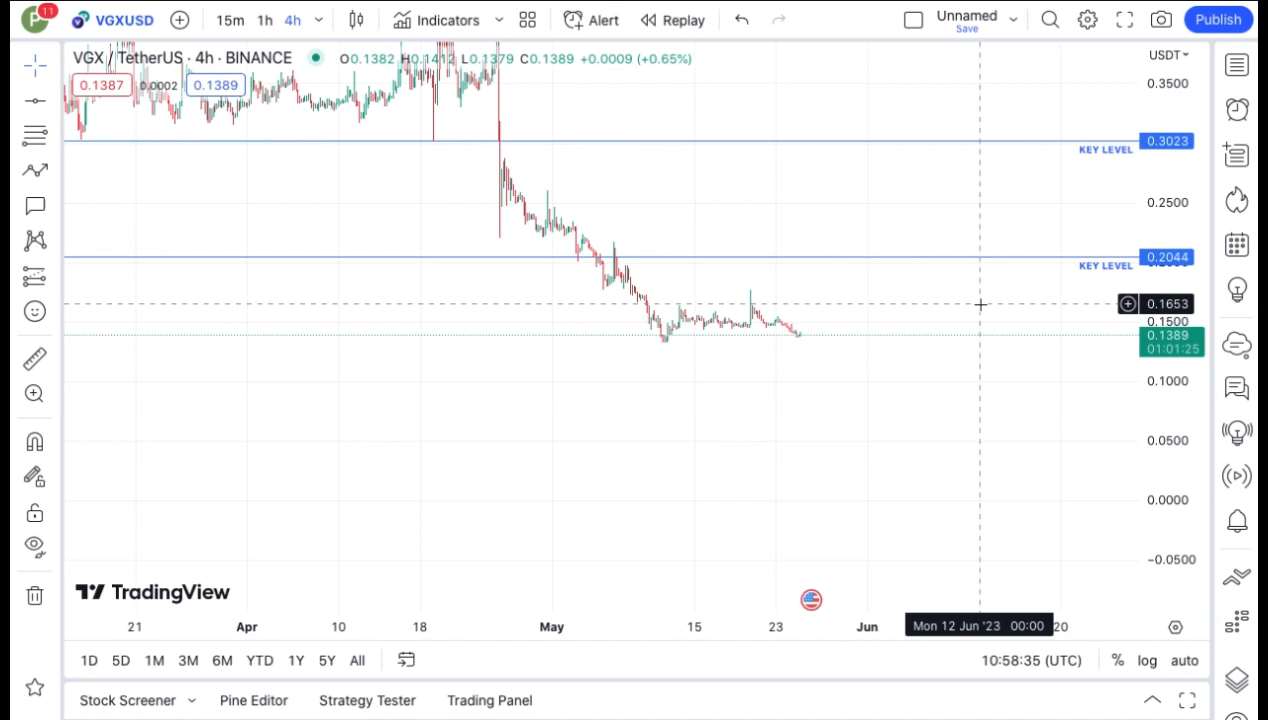 P 11 VGXUSD 15m 1h 4h Indicators Alert Replay Unnamed Save Publish
VGX / TetherUS · 4h · BINANCE O0.1382 H0.1412 L0.1379 C0.1389 +0.0009 (+0.65%) USDT
0.1387 0.0002 0.1389 0.3500
0.3023
KEY LEVEL
0.2500
0.2044
KEY LEVEL
0.1653
0.1500
0.1389
01:01:25
0.1000
0.0500
0.0000
−0.0500
TradingView
21 Apr 10 18 May 15 23 Jun Mon 12 Jun '23 00:00 20
1D 5D 1M 3M 6M YTD 1Y 5Y All 10:58:35 (UTC) % log auto
Stock Screener Pine Editor Strategy Tester Trading Panel